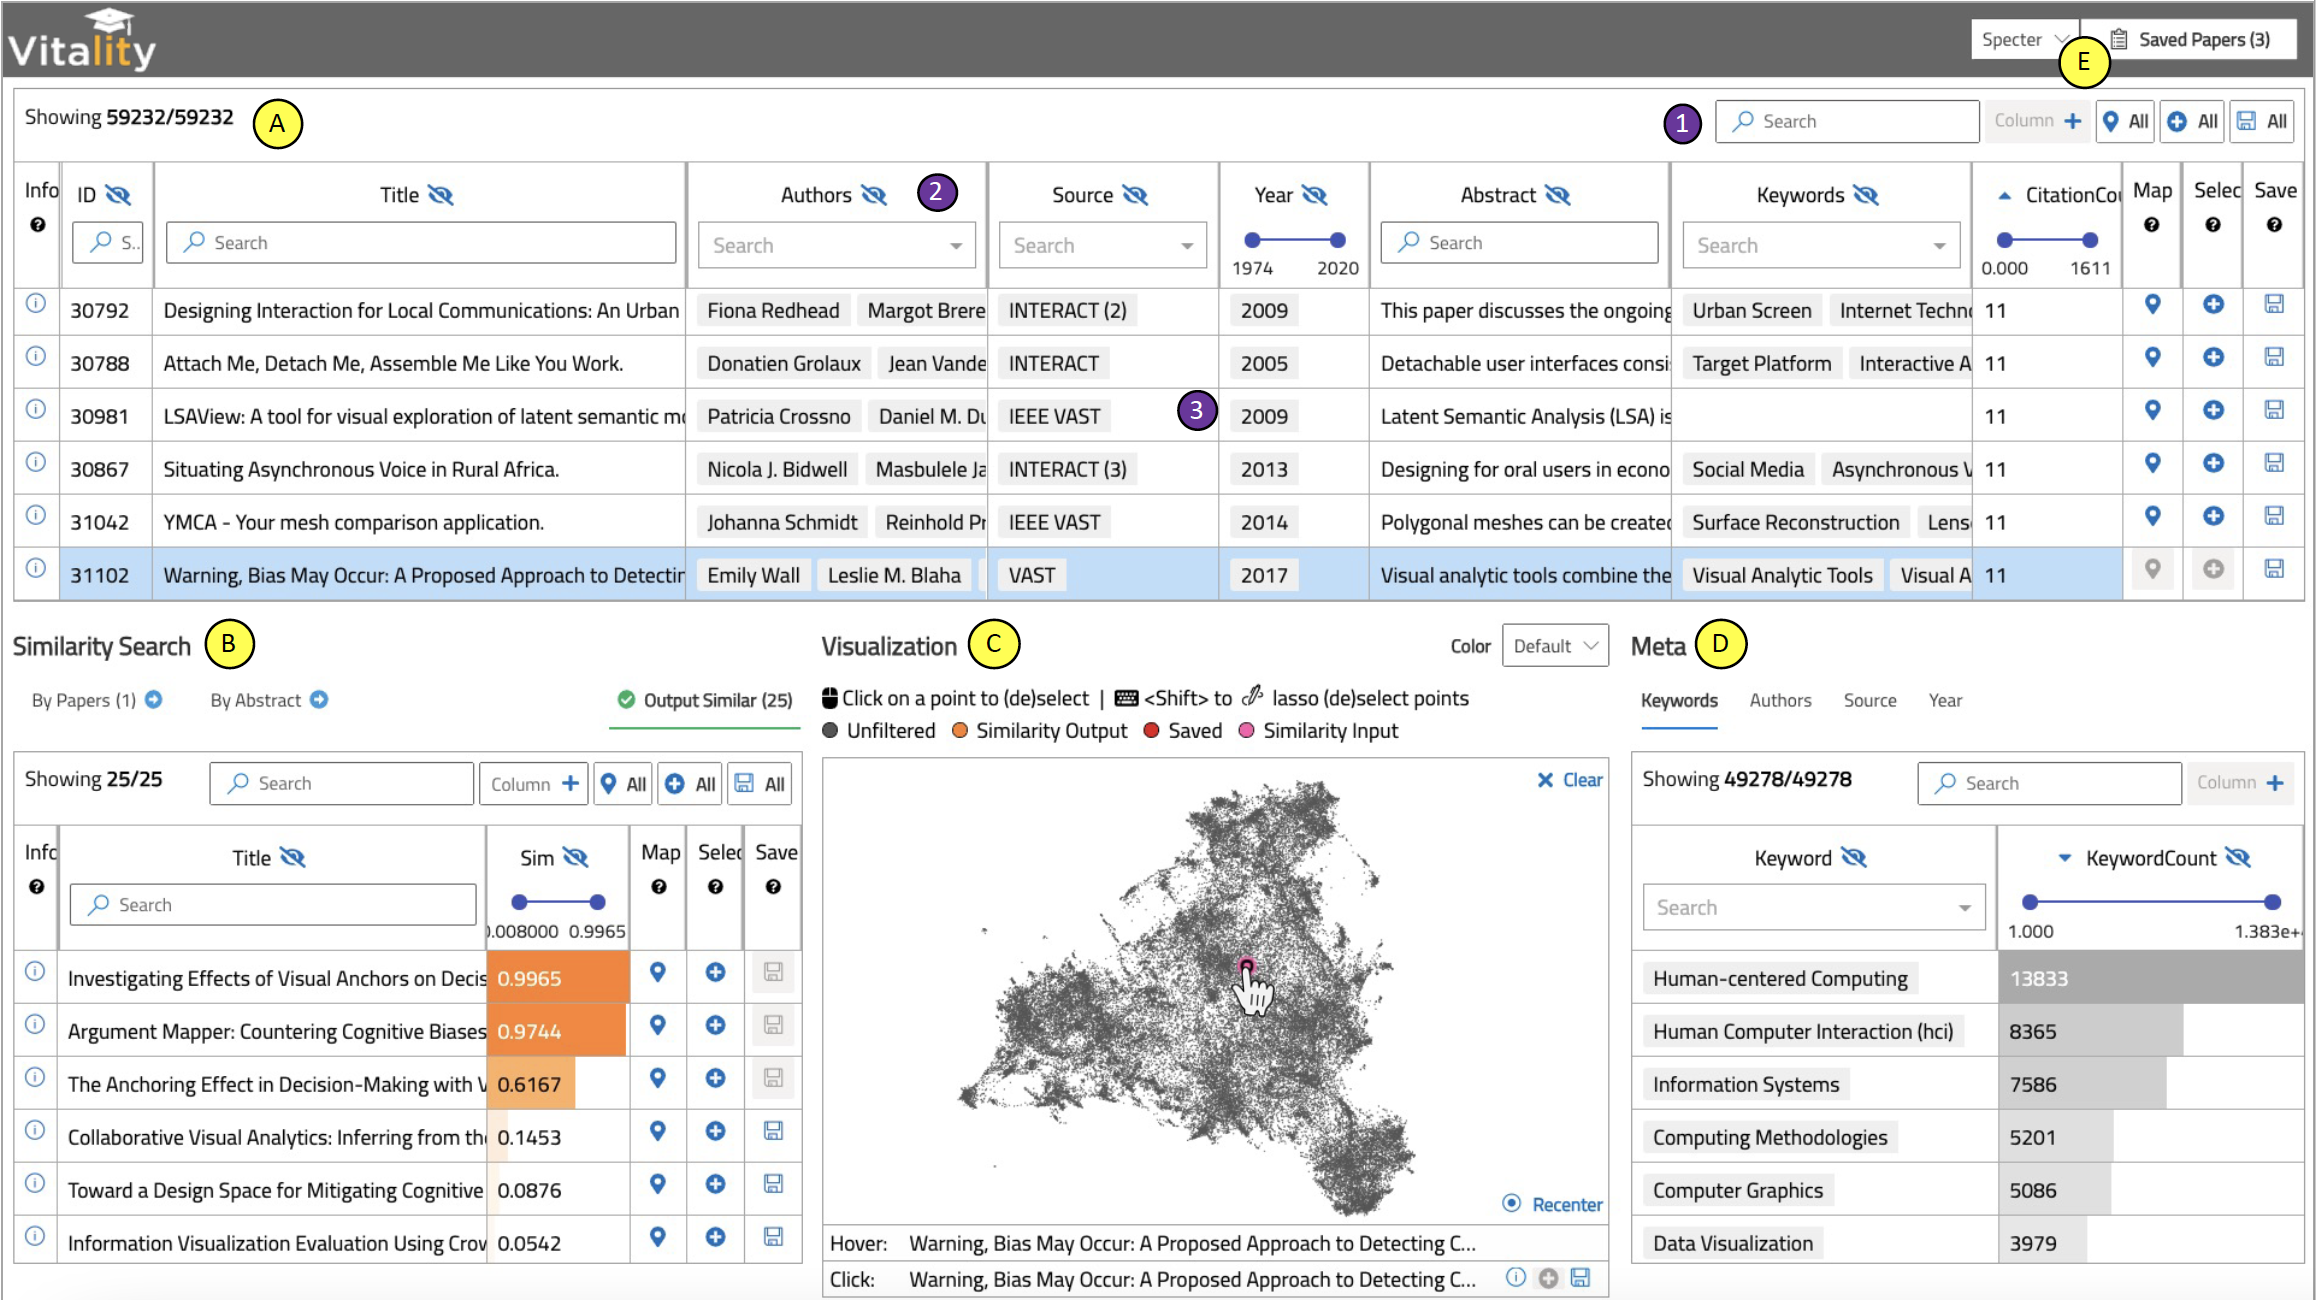 Vitality
Specter
Saved Papers (3)
E
Showing 59232/59232
A
1
Search
Column
All
All
All
Info ID Title Authors 2 Source Year Abstract Keywords CitationCou Map Selec Save
S..
Search
Search
Search
1974 2020
Search
Search
0.000 1611
30792 Designing Interaction for Local Communications: An Urban Fiona Redhead Margot Brere INTERACT (2) 2009 This paper discusses the ongoing Urban Screen Internet Techno 11
30788 Attach Me, Detach Me, Assemble Me Like You Work. Donatien Grolaux Jean Vande INTERACT 2005 Detachable user interfaces consi Target Platform Interactive A 11
30981 LSAView: A tool for visual exploration of latent semantic mo Patricia Crossno Daniel M. Du IEEE VAST 3 2009 Latent Semantic Analysis (LSA) is 11
30867 Situating Asynchronous Voice in Rural Africa. Nicola J. Bidwell Masbulele Ja INTERACT (3) 2013 Designing for oral users in econo Social Media Asynchronous V 11
31042 YMCA - Your mesh comparison application. Johanna Schmidt Reinhold Pr IEEE VAST 2014 Polygonal meshes can be created Surface Reconstruction Lens 11
31102 Warning, Bias May Occur: A Proposed Approach to Detectin Emily Wall Leslie M. Blaha VAST 2017 Visual analytic tools combine the Visual Analytic Tools Visual A 11
Similarity Search B
By Papers (1) By Abstract Output Similar (25)
Showing 25/25 Search Column All All All
Info Title Sim Map Selec Save
Search
.008000 0.9965
Investigating Effects of Visual Anchors on Decis 0.9965
Argument Mapper: Countering Cognitive Biases 0.9744
The Anchoring Effect in Decision-Making with V 0.6167
Collaborative Visual Analytics: Inferring from the 0.1453
Toward a Design Space for Mitigating Cognitive 0.0876
Information Visualization Evaluation Using Crow 0.0542
Visualization C Color Default
Click on a point to (de)select | <Shift> to lasso (de)select points
Unfiltered Similarity Output Saved Similarity Input
Clear
Recenter
Hover: Warning, Bias May Occur: A Proposed Approach to Detecting C...
Click: Warning, Bias May Occur: A Proposed Approach to Detecting C...
Meta D
Keywords Authors Source Year
Showing 49278/49278 Search Column
Keyword KeywordCount
Search
1.000 1.383e+
Human-centered Computing 13833
Human Computer Interaction (hci) 8365
Information Systems 7586
Computing Methodologies 5201
Computer Graphics 5086
Data Visualization 3979